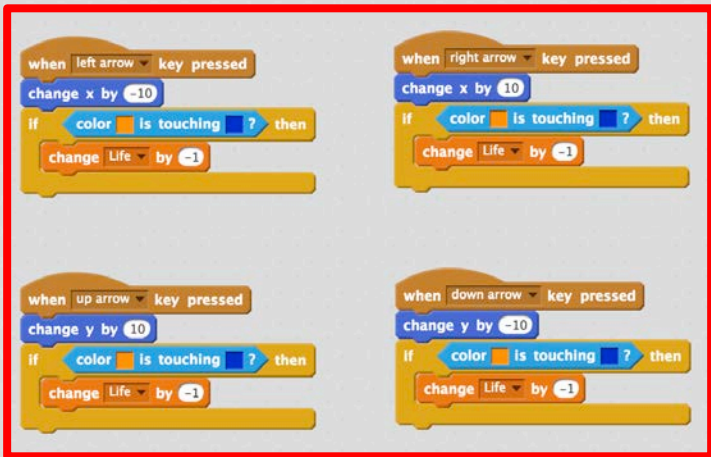 when left arrow key pressed
change x by -10
if color is touching ? then
change Life by -1
when right arrow key pressed
change x by 10
if color is touching ? then
change Life by -1
when up arrow key pressed
change y by 10
if color is touching ? then
change Life by -1
when down arrow key pressed
change y by -10
if color is touching ? then
change Life by -1